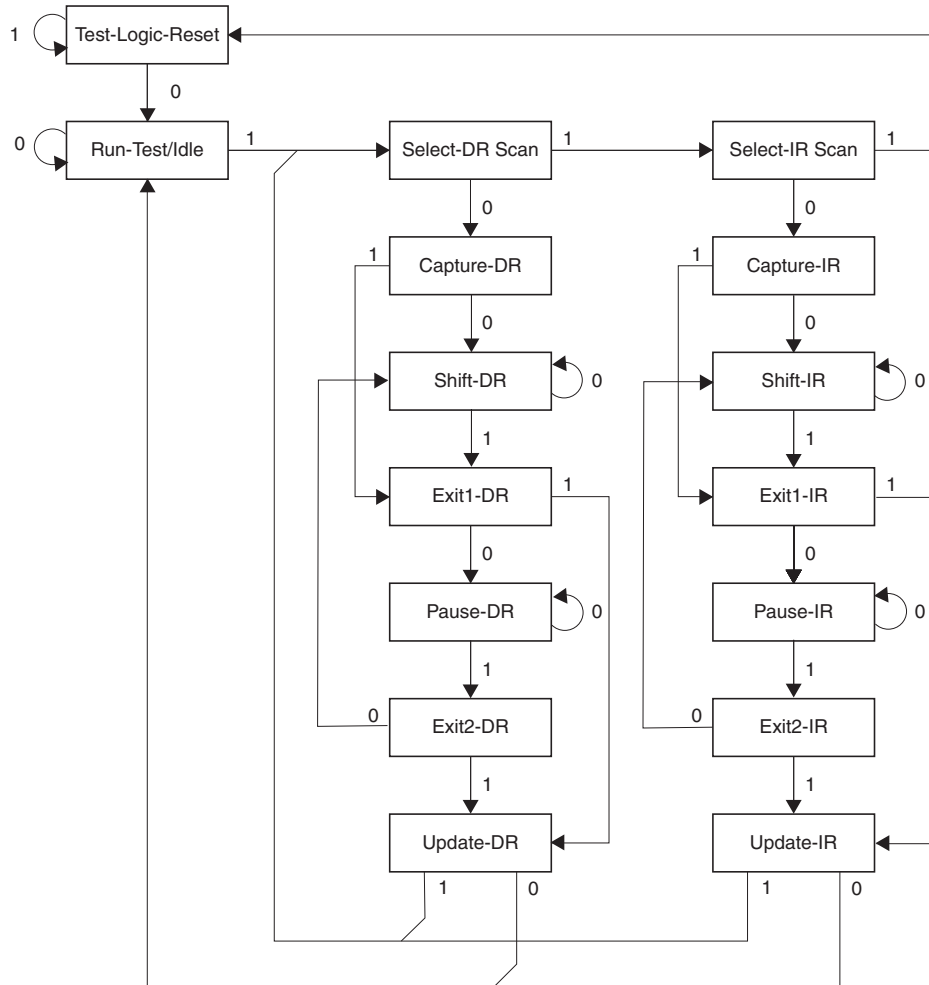 1
Test-Logic-Reset
0
0
Run-Test/Idle
1
Select-DR Scan
1
Select-IR Scan
1
0
0
1
Capture-DR
1
Capture-IR
0
0
Shift-DR
0
Shift-IR
0
1
1
Exit1-DR
1
Exit1-IR
1
0
0
Pause-DR
0
Pause-IR
0
1
1
0
Exit2-DR
0
Exit2-IR
1
1
Update-DR
Update-IR
1
0
1
0